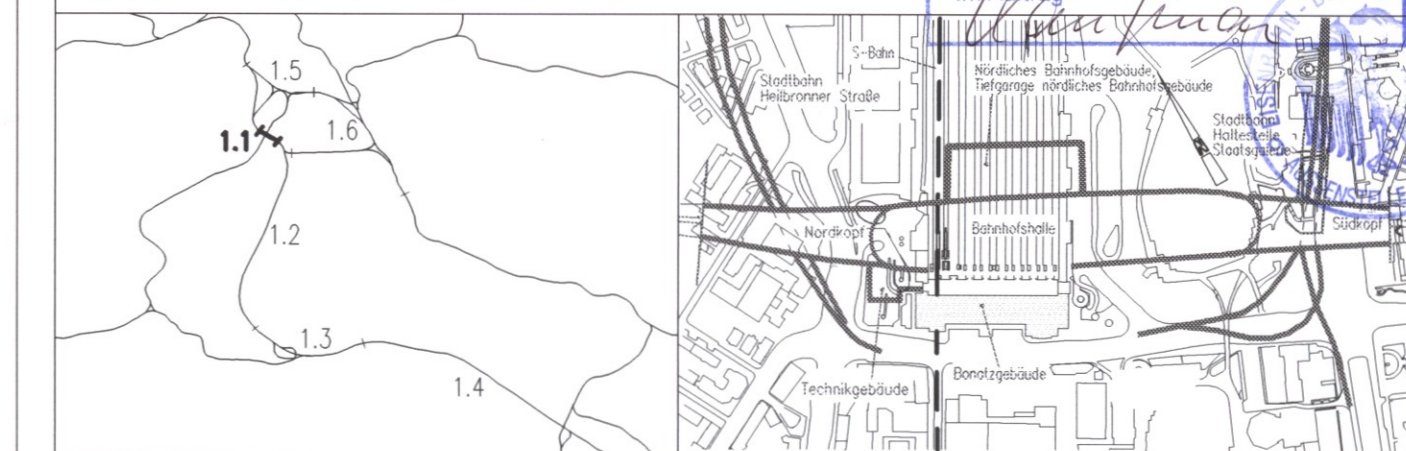 1.5
1.6
1.1
1.2
1.3
1.4
S-Bahn
Stadtbahn
Heilbronner Straße
Nördliches Bahnhofsgebäude,
Tiefgarage nördliches Bahnhofsgebäude
Stadtbahn
Haltestelle
Staatsgalerie
Nordkopf
Bahnhofshalle
Südkopf
Technikgebäude
Bonatzgebäude